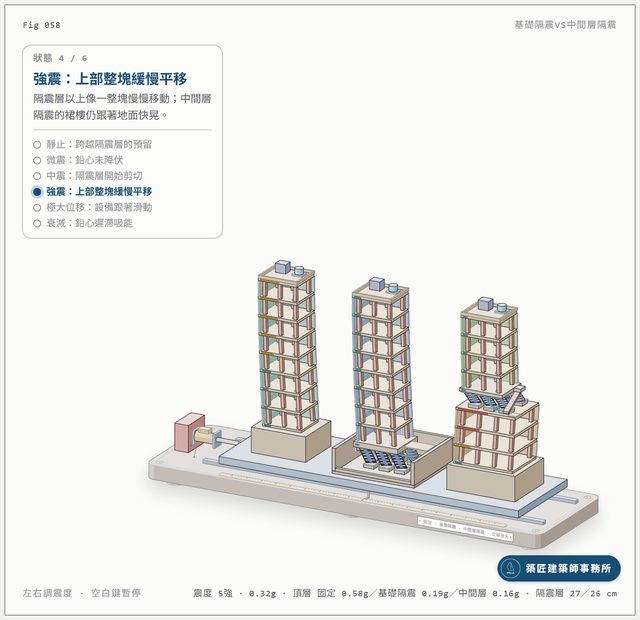 Fig 058
基礎隔震VS中間層隔震
狀態 4 / 6
強震：上部整塊緩慢平移
隔震層以上像一整塊慢慢移動；中間層
隔震的裙樓仍跟著地面快晃。
靜止：跨越隔震層的預留
微震：鉛心未降伏
中震：隔震層開始剪切
強震：上部整塊緩慢平移
極大位移：設備跟著滑動
衰減：鉛心遲滯吸能
築匠建築師事務所
左右調震度 · 空白鍵暫停
震度 5強 · 0.32g · 頂層 固定 0.58g／基礎隔震 0.19g／中間層 0.16g · 隔震層 27／26 cm